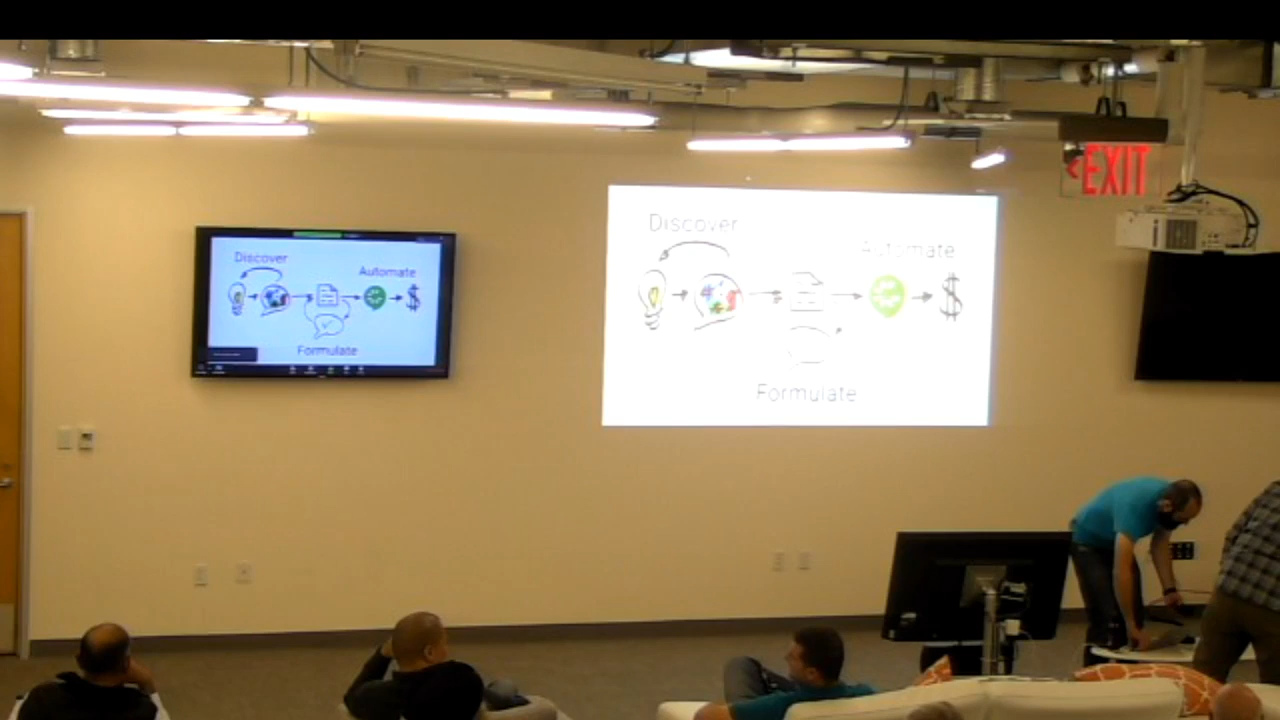 Discover
Automate
$
Formulate
Discover
Automate
$
Formulate
EXIT